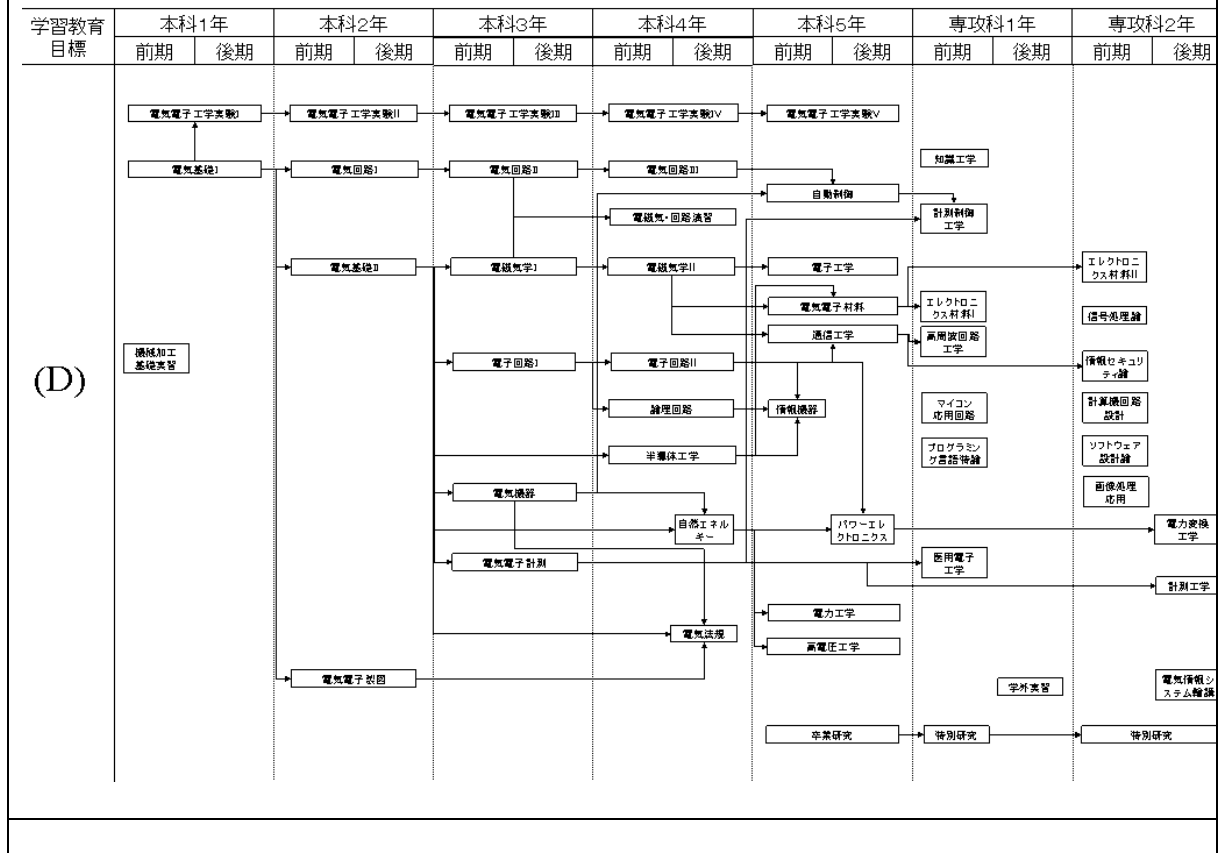 学習教育
目標
本科1年
本科2年
本科3年
本科4年
本科5年
専攻科1年
専攻科2年
前期
後期
前期
後期
前期
後期
前期
後期
前期
後期
前期
後期
前期
後期
(D)
電気電子工学実験I
電気電子工学実験II
電気電子工学実験III
電気電子工学実験IV
電気電子工学実験V
電気基礎I
電気回路I
電気回路II
電気回路III
知識工学
自動制御
電磁気・回路演習
計測制御
工学
電気基礎II
電磁気学I
電磁気学II
電子工学
エレクトロニ
クス材料II
電気電子材料
エレクトロニ
クス材料I
信号処理論
通信工学
高周波回路
工学
機械加工
基礎実習
電子回路I
電子回路II
情報セキュリ
ティ論
論理回路
情報機器
マイコン
応用回路
計算機回路
設計
半導体工学
プログラミン
グ言語特論
ソフトウェア
設計論
電気機器
画像処理
応用
自然エネル
ギー
パワーエレ
クトロニクス
電力変換
工学
電気電子計測
医用電子
工学
計測工学
電力工学
電気法規
高電圧工学
電気電子製図
学外実習
電気情報シ
ステム輪講
卒業研究
特別研究
特別研究